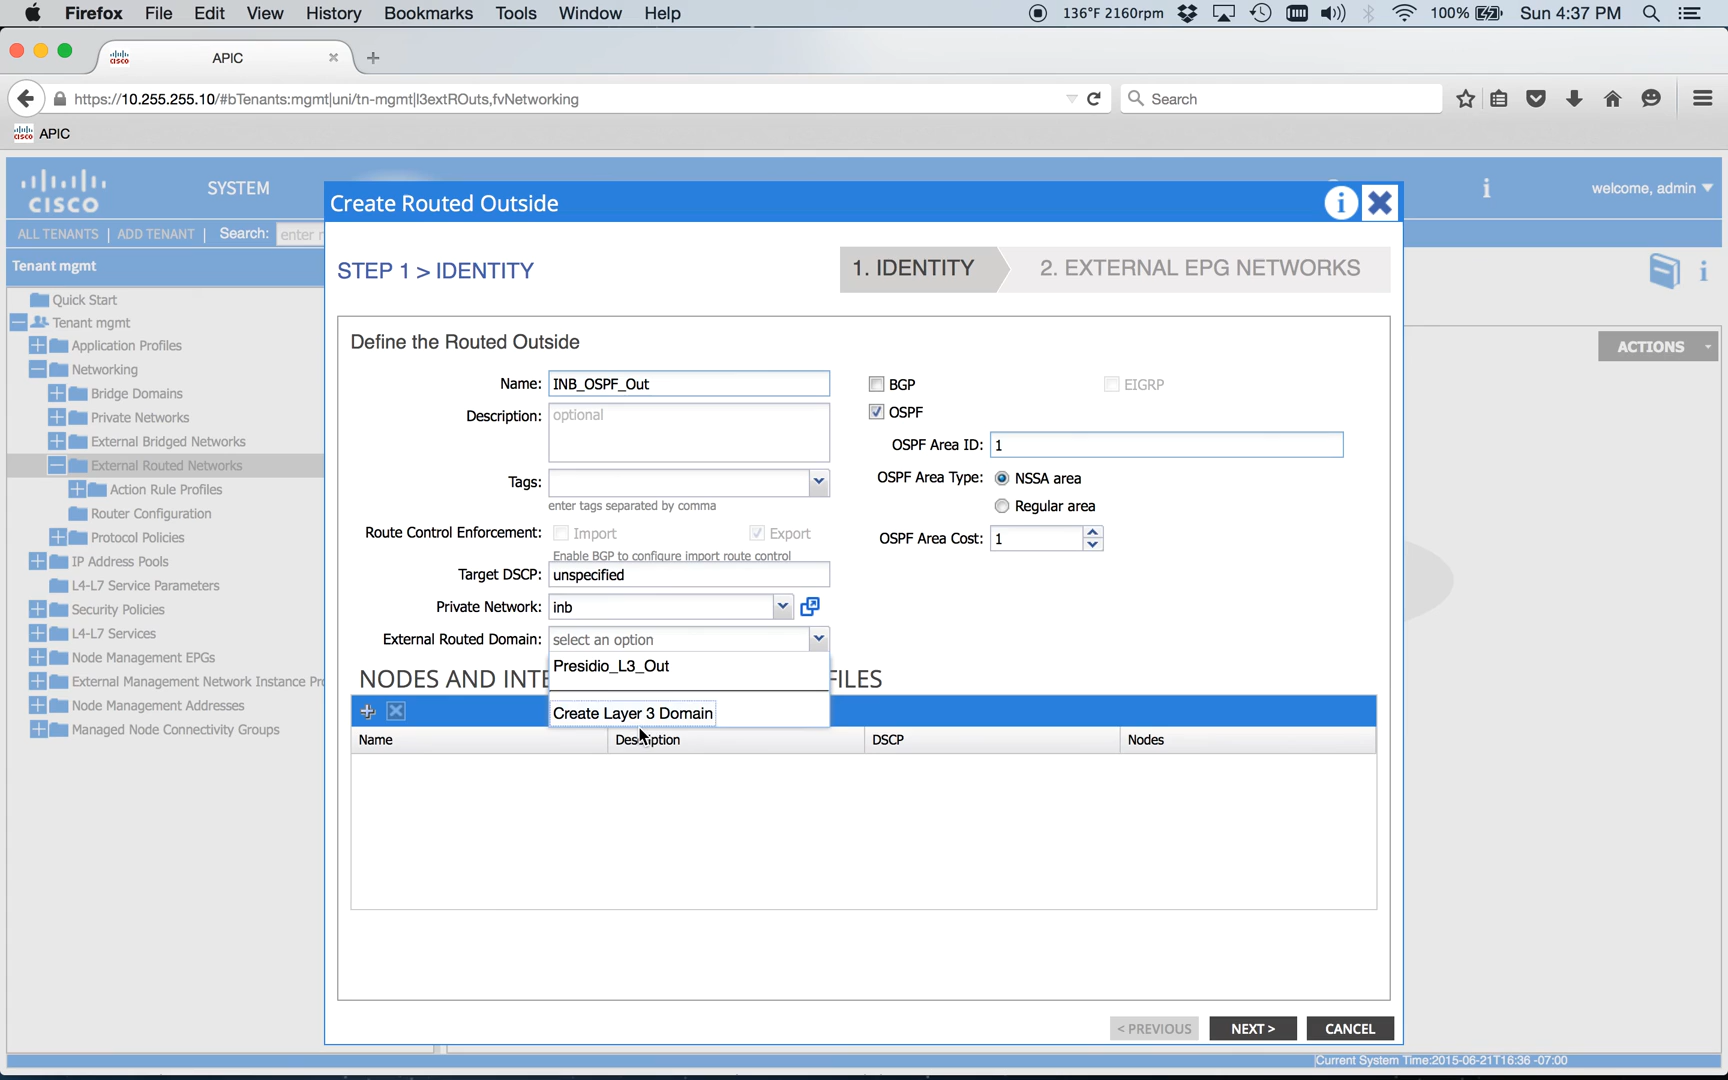 Firefox File Edit View History Bookmarks Tools Window Help 136°F 2160rpm 100% Sun 4:37 PM
cisco APIC
https://10.255.255.10/#bTenants:mgmt|uni/tn-mgmt|l3extROuts,fvNetworking Search
cisco APIC
CISCO SYSTEM i welcome, admin
ALL TENANTS | ADD TENANT | Search: enter
Create Routed Outside i
Tenant mgmt
STEP 1 > IDENTITY 1. IDENTITY 2. EXTERNAL EPG NETWORKS
i
Quick Start
Tenant mgmt
Application Profiles
Networking
Bridge Domains
Private Networks
External Bridged Networks
External Routed Networks
Action Rule Profiles
Router Configuration
Protocol Policies
IP Address Pools
L4-L7 Service Parameters
Security Policies
L4-L7 Services
Node Management EPGs
External Management Network Instance Pr
Node Management Addresses
Managed Node Connectivity Groups
ACTIONS
Define the Routed Outside
Name: INB_OSPF_Out
Description: optional
Tags:
enter tags separated by comma
Route Control Enforcement: Import Export
Enable BGP to configure import route control
Target DSCP: unspecified
Private Network: inb
External Routed Domain: select an option
Presidio_L3_Out
Create Layer 3 Domain
BGP EIGRP
OSPF
OSPF Area ID: 1
OSPF Area Type: NSSA area
Regular area
OSPF Area Cost: 1
NODES AND INTE FILES
Name Description DSCP Nodes
< PREVIOUS NEXT > CANCEL
Current System Time:2015-06-21T16:36 -07:00